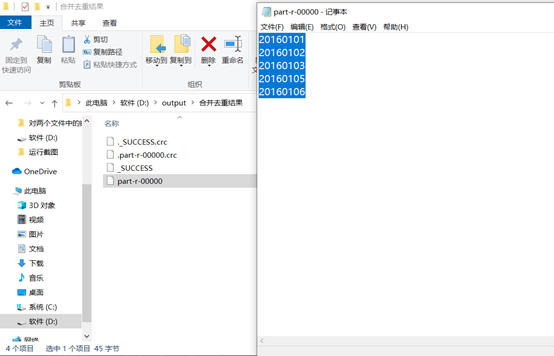 合并去重结果
文件 主页 共享 查看
固定到
快速访问
复制
粘贴
剪切
复制路径
粘贴快捷方式
移动到
复制到
删除
重命名
剪贴板
组织
此电脑 › 软件 (D:) › output › 合并去重结果
对两个文件中的
软件 (D:)
运行截图
OneDrive
此电脑
3D 对象
视频
图片
文档
下载
音乐
桌面
系统 (C:)
软件 (D:)
网络
名称
._SUCCESS.crc
.part-r-00000.crc
_SUCCESS
part-r-00000
4 个项目 选中 1 个项目 45 字节
part-r-00000 - 记事本
文件(F) 编辑(E) 格式(O) 查看(V) 帮助(H)
20160101
20160102
20160103
20160105
20160106